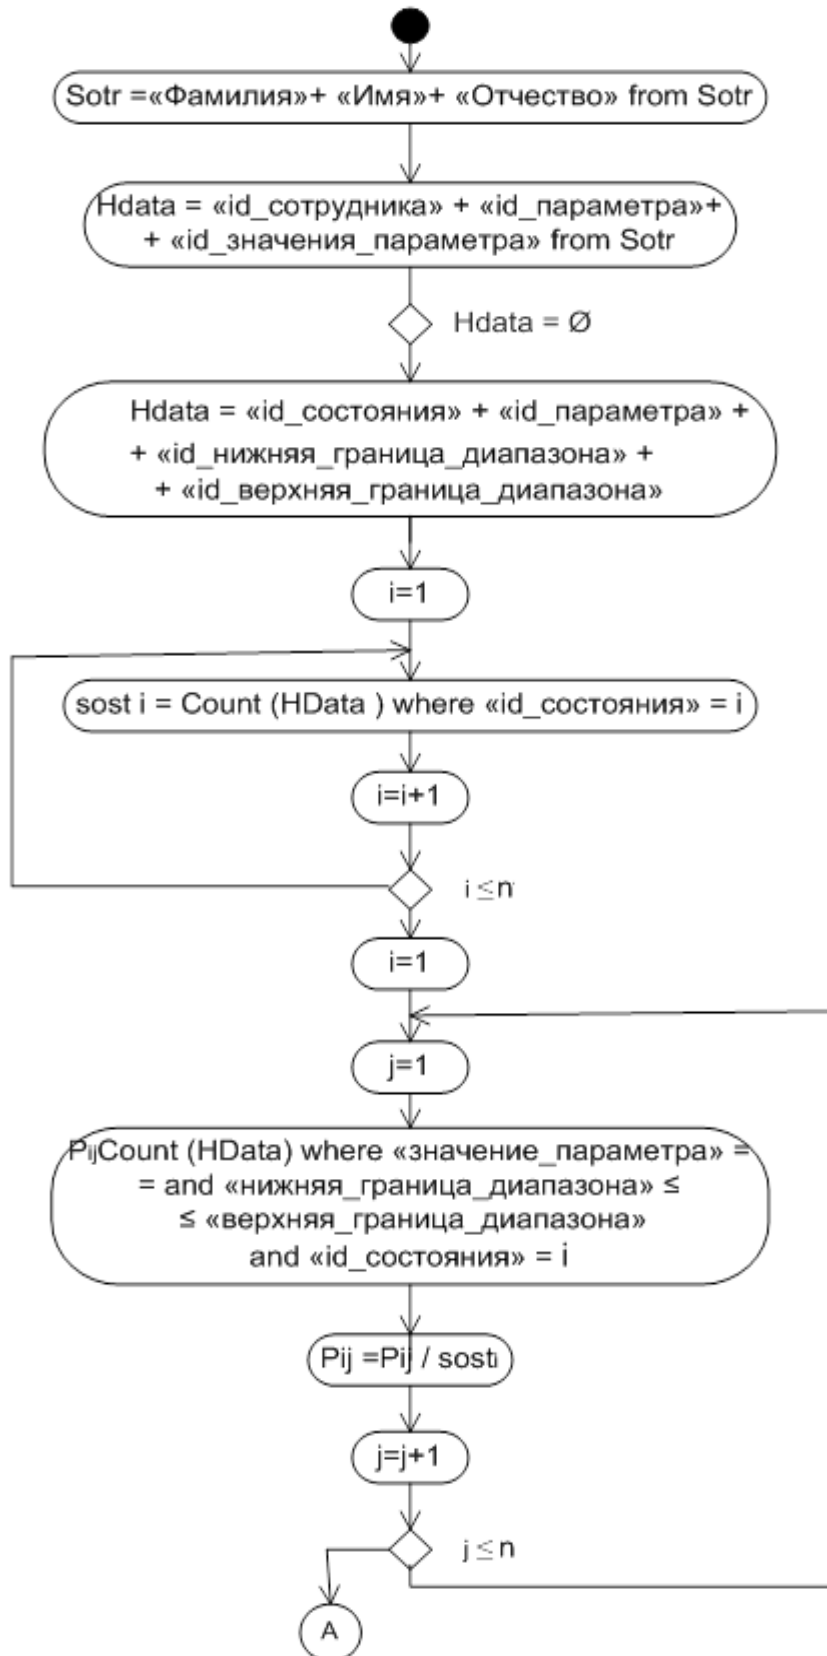 Sotr =«Фамилия»+ «Имя»+ «Отчество» from Sotr
Hdata = «id_сотрудника» + «id_параметра»+
+ «id_значения_параметра» from Sotr
Hdata = Ø
Hdata = «id_состояния» + «id_параметра» +
+ «id_нижняя_граница_диапазона» +
+ «id_верхняя_граница_диапазона»
i=1
sost i = Count (HData ) where «id_состояния» = i
i=i+1
i ≤n
i=1
j=1
PijCount (HData) where «значение_параметра» =
= and «нижняя_граница_диапазона» ≤
≤ «верхняя_граница_диапазона»
and «id_состояния» = i
Pij =Pij / sosti
j=j+1
j ≤n
A